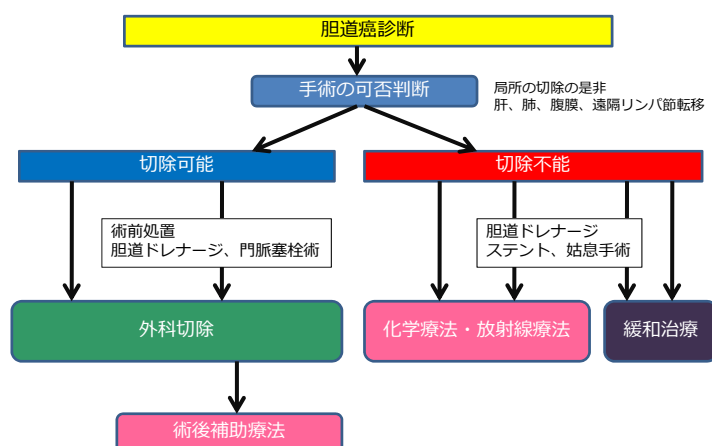 胆道癌診断
手術の可否判断
局所の切除の是非
肝、肺、腹膜、遠隔リンパ節転移
切除可能
切除不能
術前処置
胆道ドレナージ、門脈塞栓術
胆道ドレナージ
ステント、姑息手術
外科切除
化学療法・放射線療法
緩和治療
術後補助療法